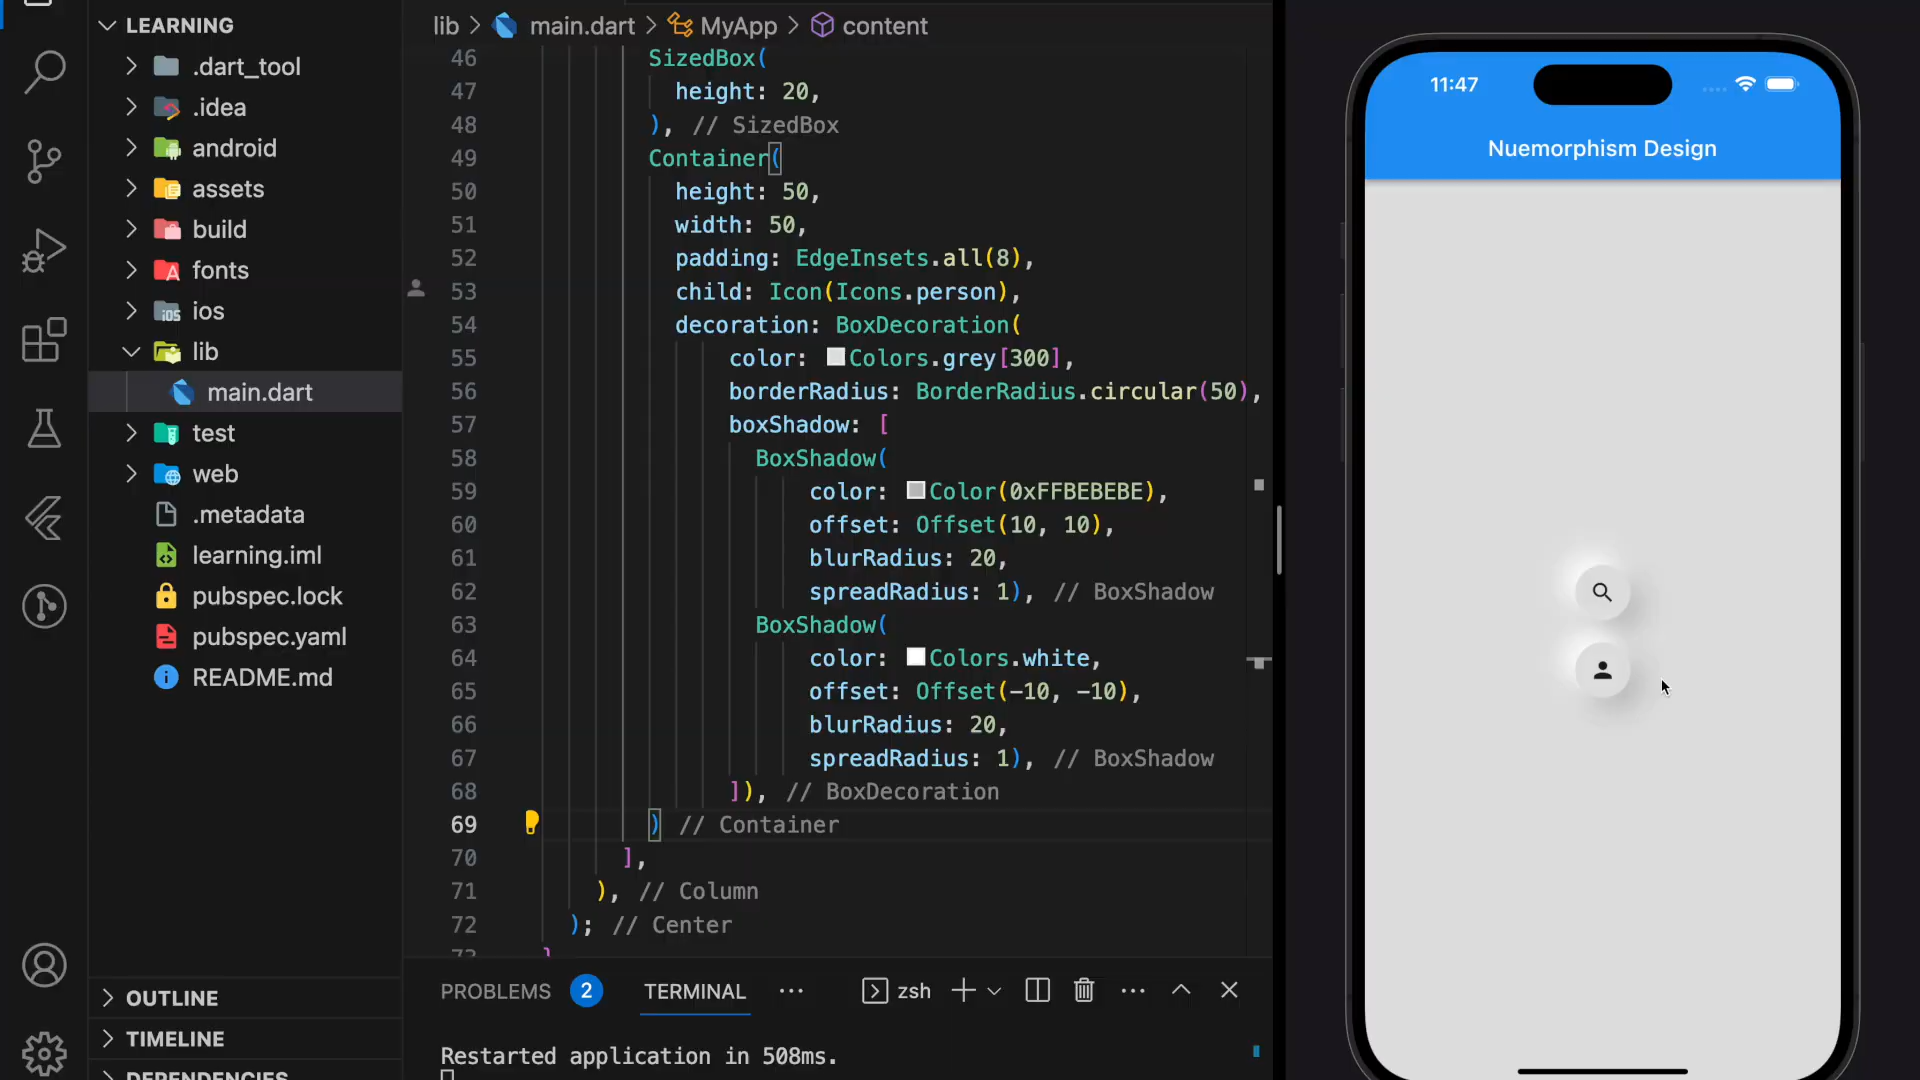 LEARNING
.dart_tool
.idea
android
assets
build
fonts
ios
lib
main.dart
test
web
.metadata
learning.iml
pubspec.lock
pubspec.yaml
README.md
OUTLINE
TIMELINE
DEPENDENCIES
lib > main.dart > MyApp > content
46 SizedBox(
47 height: 20,
48 ), // SizedBox
49 Container(
50 height: 50,
51 width: 50,
52 padding: EdgeInsets.all(8),
53 child: Icon(Icons.person),
54 decoration: BoxDecoration(
55 color: Colors.grey[300],
56 borderRadius: BorderRadius.circular(50),
57 boxShadow: [
58 BoxShadow(
59 color: Color(0xFFBEBEBE),
60 offset: Offset(10, 10),
61 blurRadius: 20,
62 spreadRadius: 1), // BoxShadow
63 BoxShadow(
64 color: Colors.white,
65 offset: Offset(-10, -10),
66 blurRadius: 20,
67 spreadRadius: 1), // BoxShadow
68 ]), // BoxDecoration
69 ) // Container
70 ],
71 ), // Column
72 ); // Center
73 }
PROBLEMS 2 TERMINAL ... zsh
Restarted application in 508ms.
11:47
Nuemorphism Design